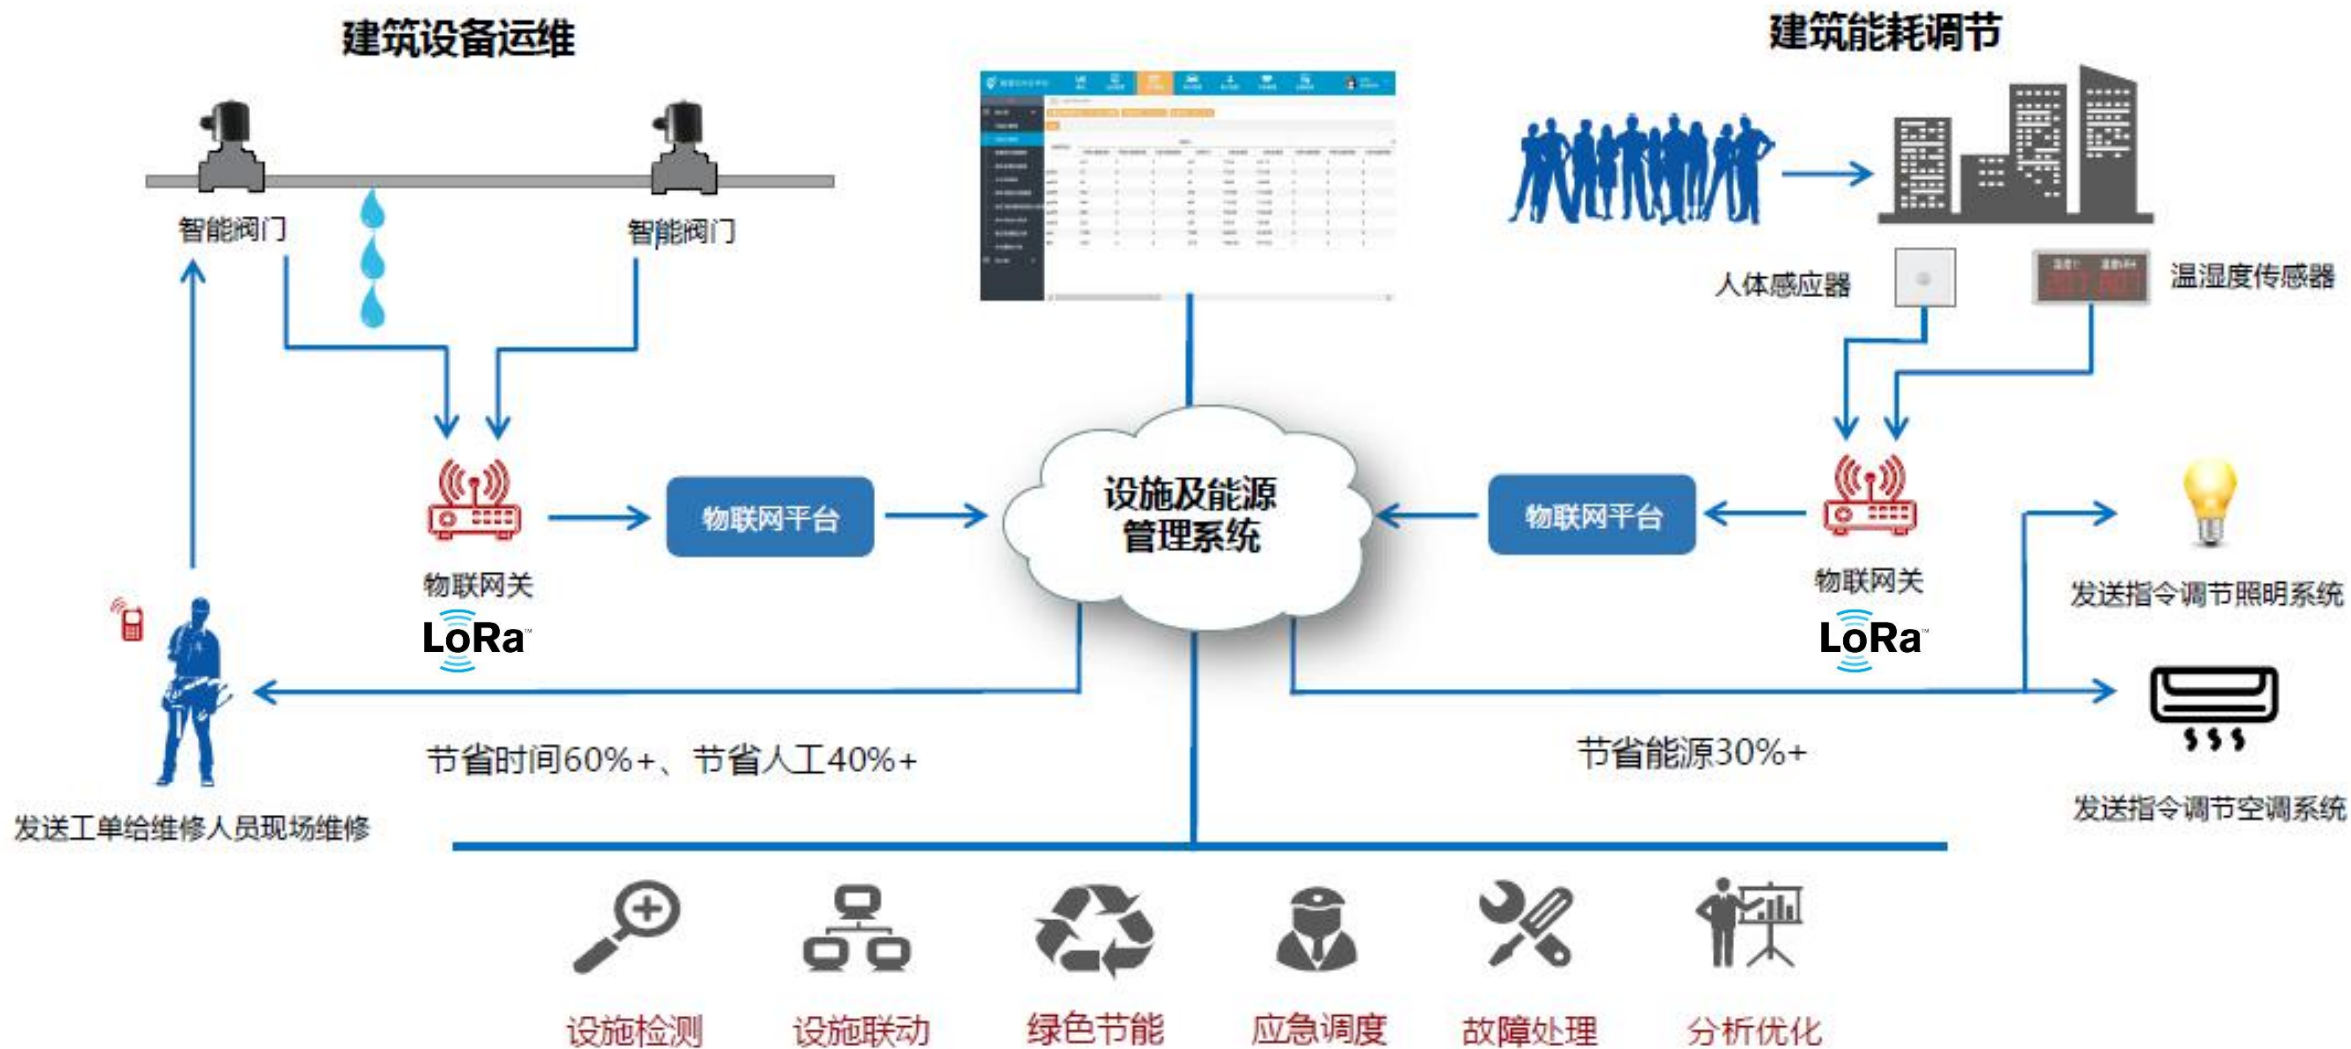 建筑设备运维
建筑能耗调节
智能阀门
智能阀门
人体感应器
温湿度传感器
设施及能源
管理系统
物联网平台
物联网平台
物联网关
LoRa™
物联网关
LoRa™
发送指令调节照明系统
节省时间60%+、节省人工40%+
节省能源30%+
发送工单给维修人员现场维修
发送指令调节空调系统
设施检测
设施联动
绿色节能
应急调度
故障处理
分析优化